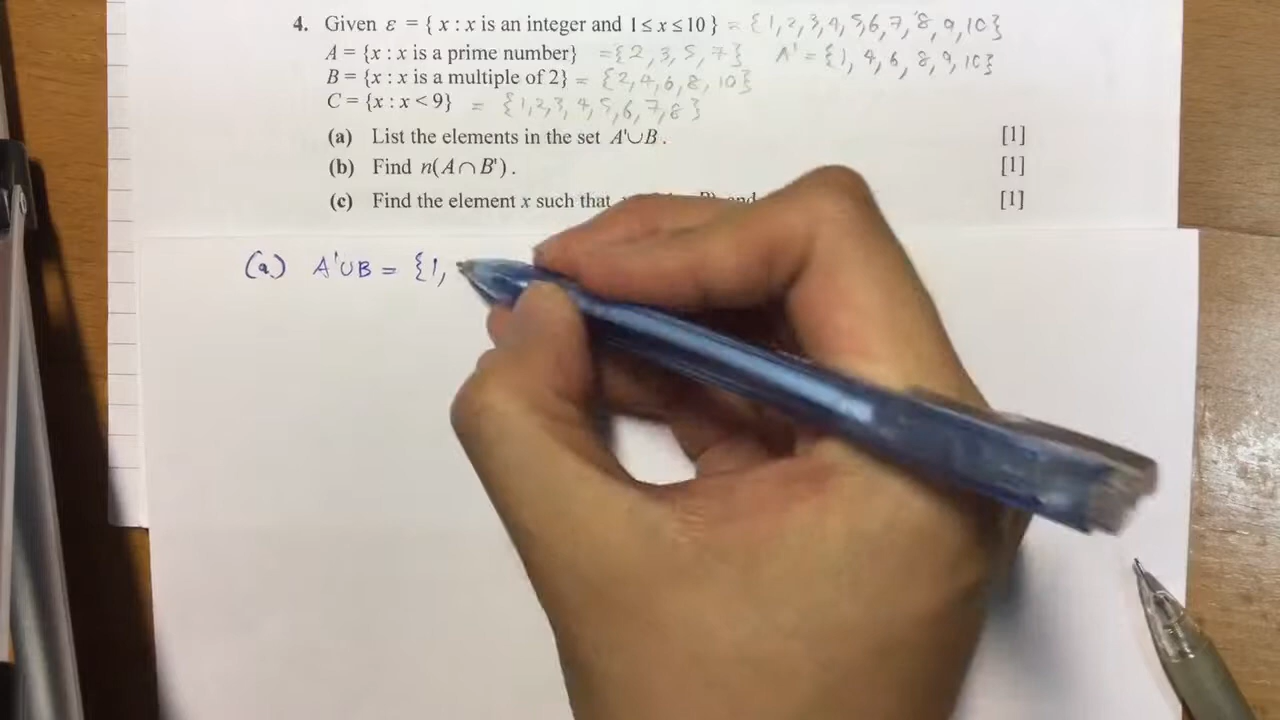 4. Given ε = { x : x is an integer and 1 ≤ x ≤ 10 } = {1,2,3,4,5,6,7,8,9,10}
A = {x : x is a prime number} = {2,3,5,7} A' = {1,4,6,8,9,10}
B = {x : x is a multiple of 2} = {2,4,6,8,10}
C = {x : x < 9} = {1,2,3,4,5,6,7,8}
(a) List the elements in the set A'∪B. [1]
(b) Find n(A∩B'). [1]
(c) Find the element x such that and [1]
(a) A'∪B = {1,